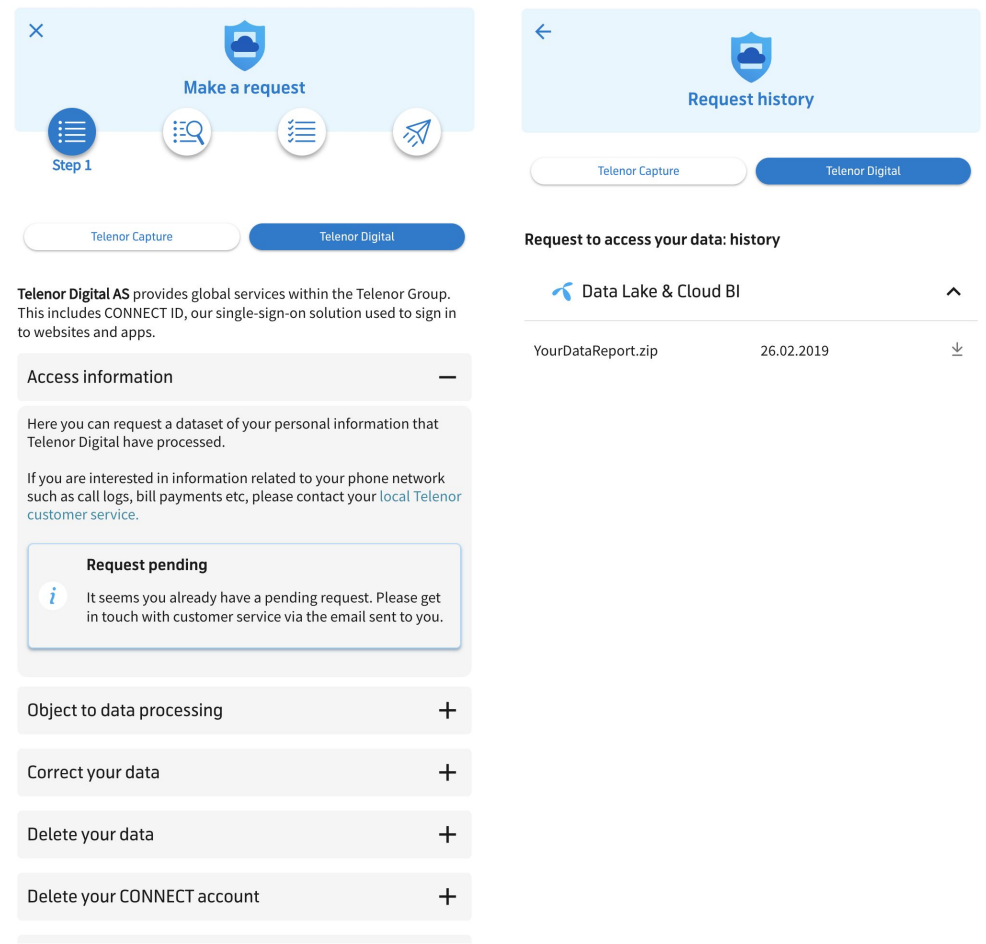 Make a request
Step 1
Telenor Capture
Telenor Digital
Telenor Digital AS provides global services within the Telenor Group.
This includes CONNECT ID, our single-sign-on solution used to sign in
to websites and apps.
Access information
Here you can request a dataset of your personal information that
Telenor Digital have processed.
If you are interested in information related to your phone network
such as call logs, bill payments etc, please contact your local Telenor
customer service.
Request pending
i
It seems you already have a pending request. Please get
in touch with customer service via the email sent to you.
Object to data processing
Correct your data
Delete your data
Delete your CONNECT account
Request history
Telenor Capture
Telenor Digital
Request to access your data: history
Data Lake & Cloud BI
YourDataReport.zip 26.02.2019